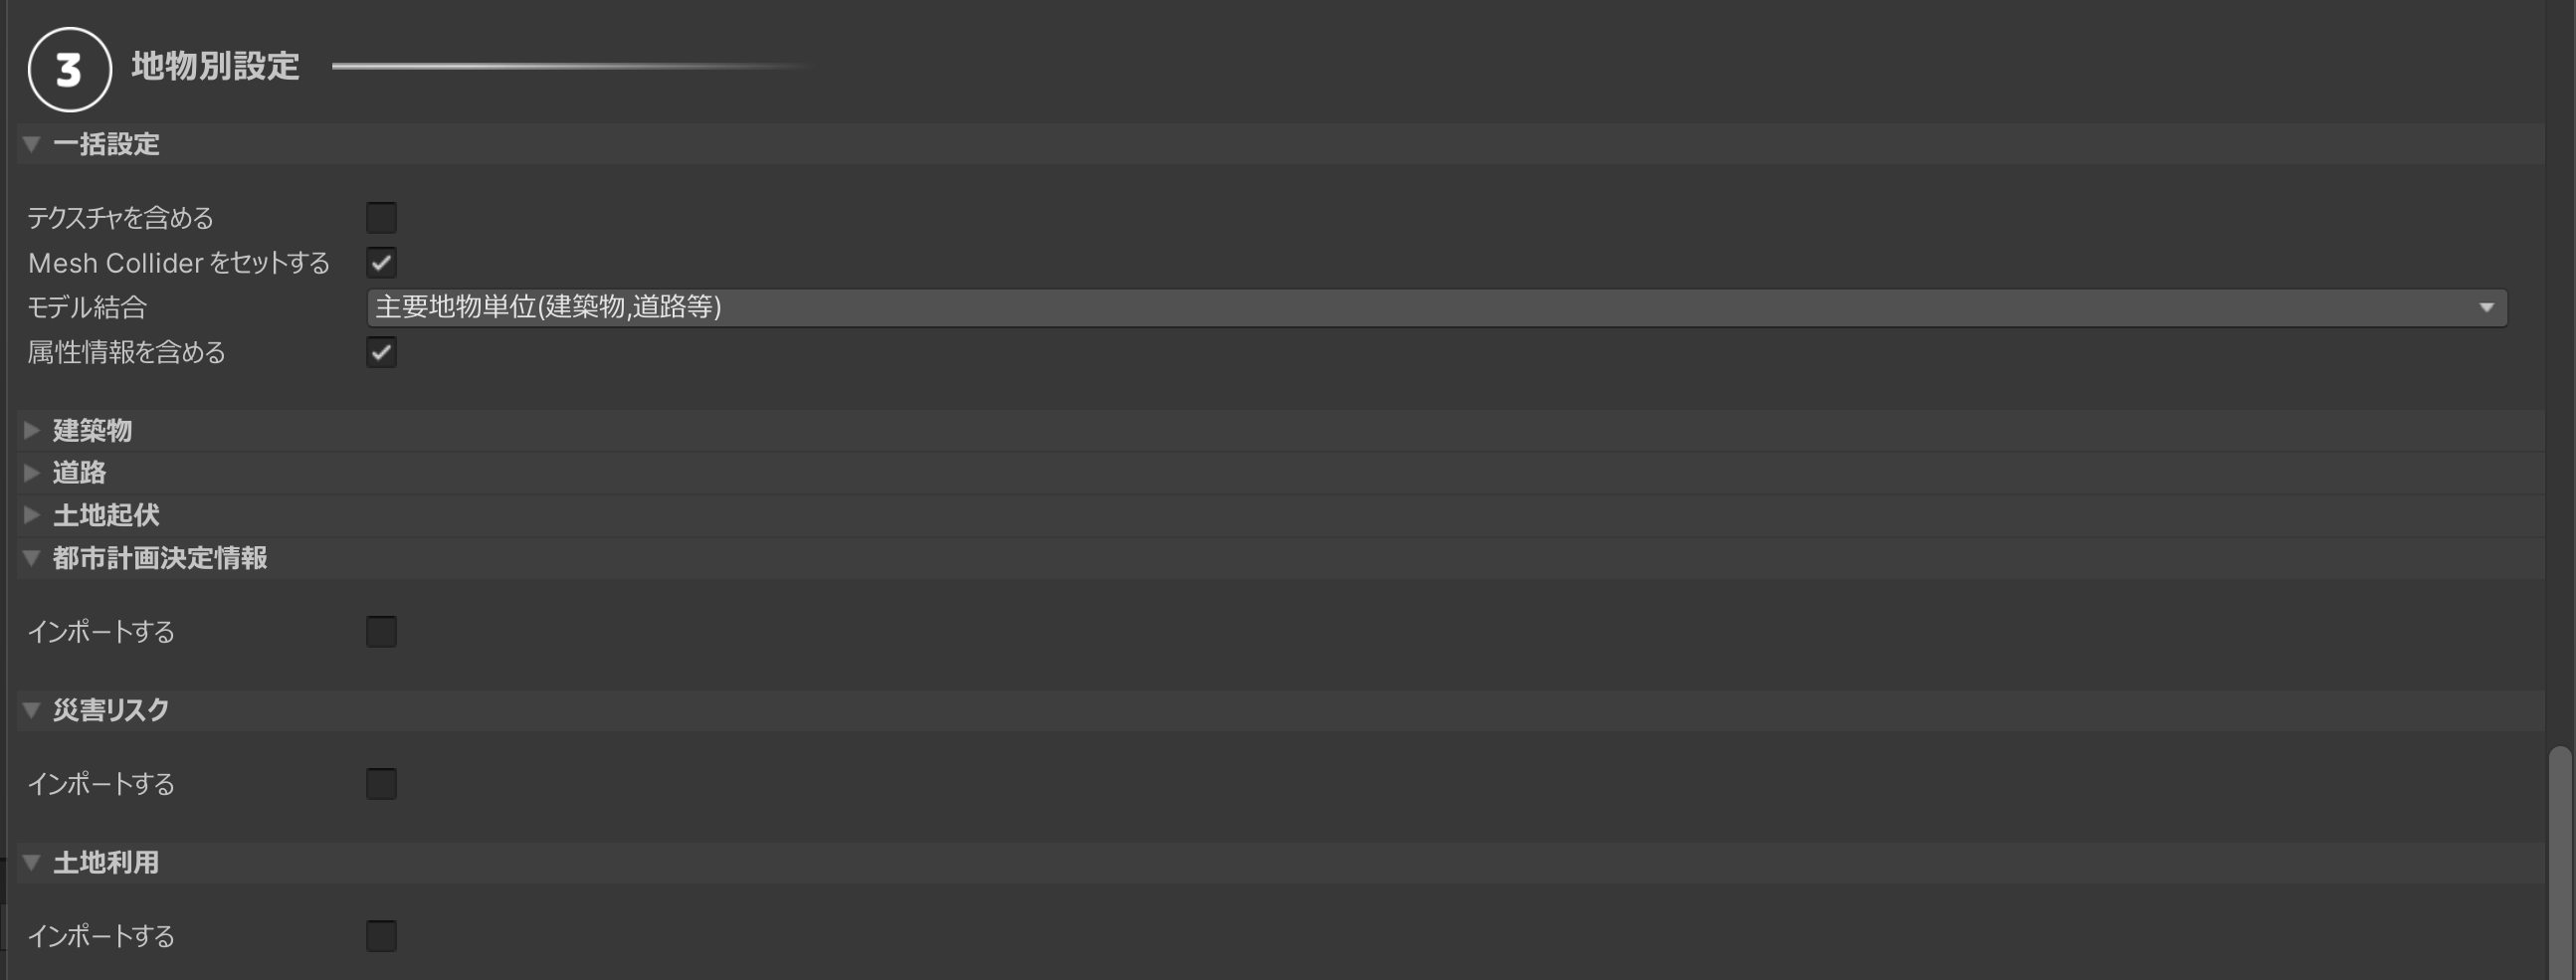 3 地物別設定
一括設定
テクスチャを含める
Mesh Collider をセットする
モデル結合 主要地物単位(建築物,道路等)
属性情報を含める
建築物
道路
土地起伏
都市計画決定情報
インポートする
災害リスク
インポートする
土地利用
インポートする